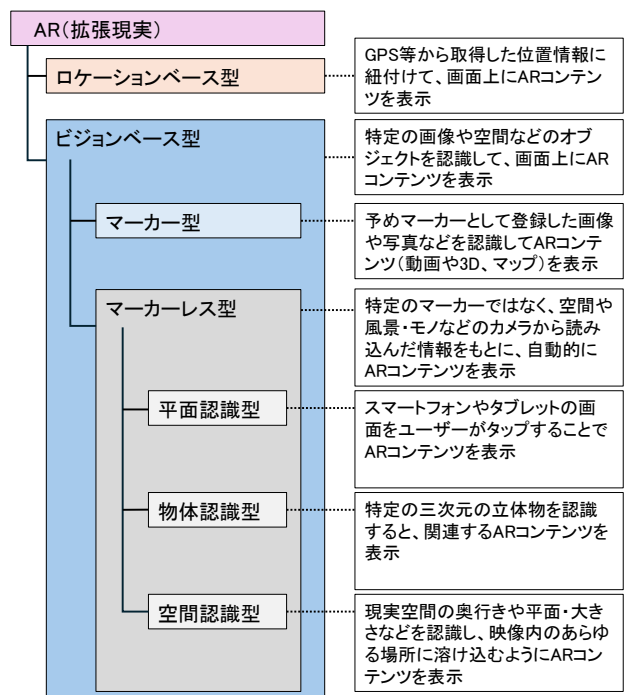 AR(拡張現実)
ロケーションベース型
GPS等から取得した位置情報に
紐付けて、画面上にARコンテン
ツを表示
ビジョンベース型
特定の画像や空間などのオブ
ジェクトを認識して、画面上にAR
コンテンツを表示
マーカー型
予めマーカーとして登録した画像
や写真などを認識してARコンテ
ンツ(動画や3D、マップ)を表示
マーカーレス型
特定のマーカーではなく、空間や
風景・モノなどのカメラから読み
込んだ情報をもとに、自動的に
ARコンテンツを表示
平面認識型
スマートフォンやタブレットの画
面をユーザーがタップすることで
ARコンテンツを表示
物体認識型
特定の三次元の立体物を認識
すると、関連するARコンテンツを
表示
空間認識型
現実空間の奥行きや平面・大き
さなどを認識し、映像内のあらゆ
る場所に溶け込むようにARコン
テンツを表示